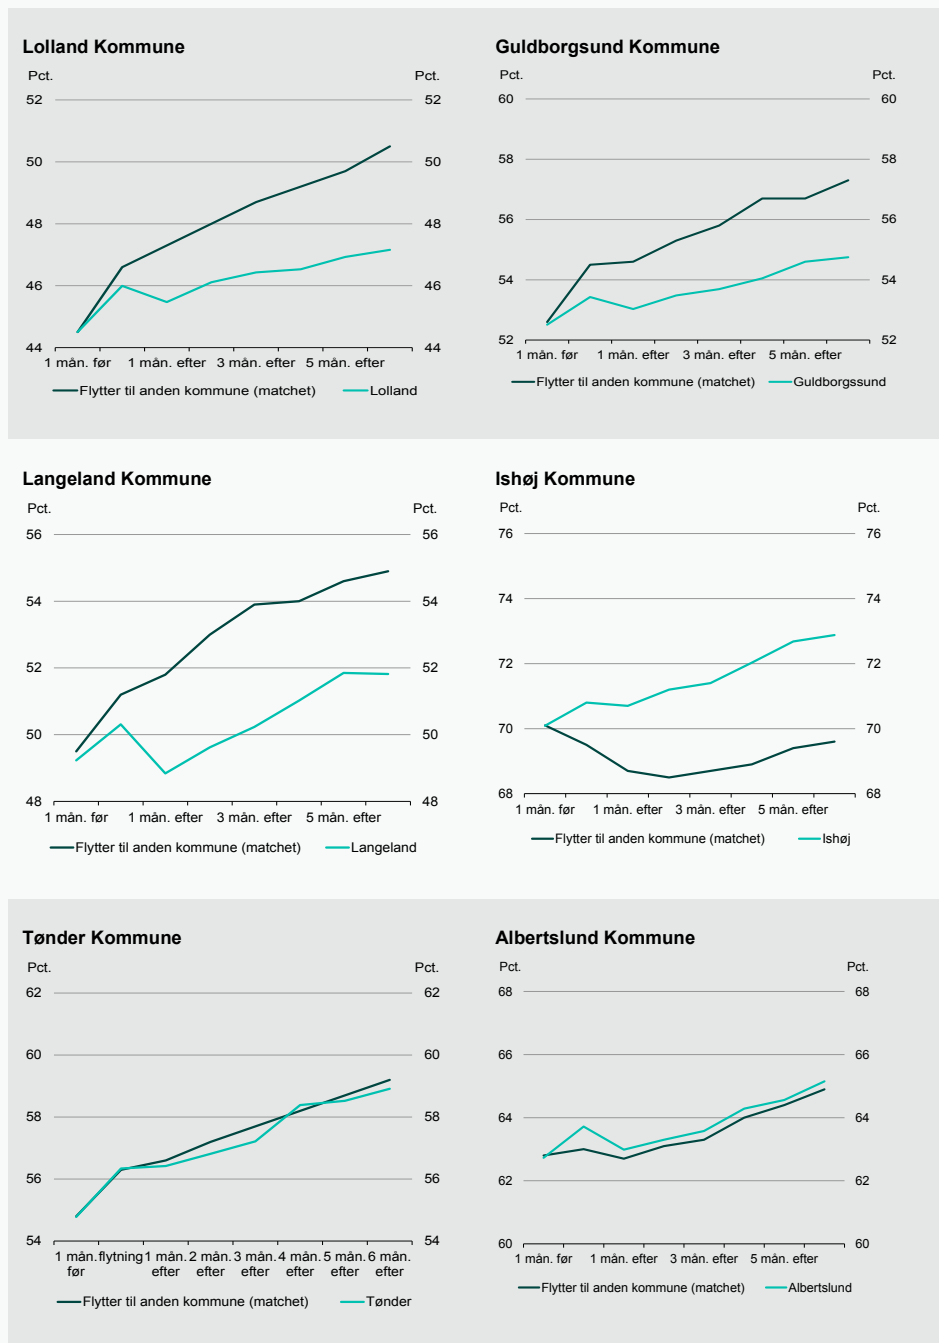 Lolland Kommune
Pct. Pct.
52 52
50 50
48 48
46 46
44 44
1 mån. før 1 mån. efter 3 mån. efter 5 mån. efter
Flytter til anden kommune (matchet) Lolland
Guldborgsund Kommune
Pct. Pct.
60 60
58 58
56 56
54 54
52 52
1 mån. før 1 mån. efter 3 mån. efter 5 mån. efter
Flytter til anden kommune (matchet) Guldborgssund
Langeland Kommune
Pct. Pct.
56 56
54 54
52 52
50 50
48 48
1 mån. før 1 mån. efter 3 mån. efter 5 mån. efter
Flytter til anden kommune (matchet) Langeland
Ishøj Kommune
Pct. Pct.
76 76
74 74
72 72
70 70
68 68
1 mån. før 1 mån. efter 3 mån. efter 5 mån. efter
Flytter til anden kommune (matchet) Ishøj
Tønder Kommune
Pct. Pct.
62 62
60 60
58 58
56 56
54 54
1 mån. flytning 1 mån. 2 mån. 3 mån. 4 mån. 5 mån. 6 mån.
før efter efter efter efter efter efter
Flytter til anden kommune (matchet) Tønder
Albertslund Kommune
Pct. Pct.
68 68
66 66
64 64
62 62
60 60
1 mån. før 1 mån. efter 3 mån. efter 5 mån. efter
Flytter til anden kommune (matchet) Albertslund